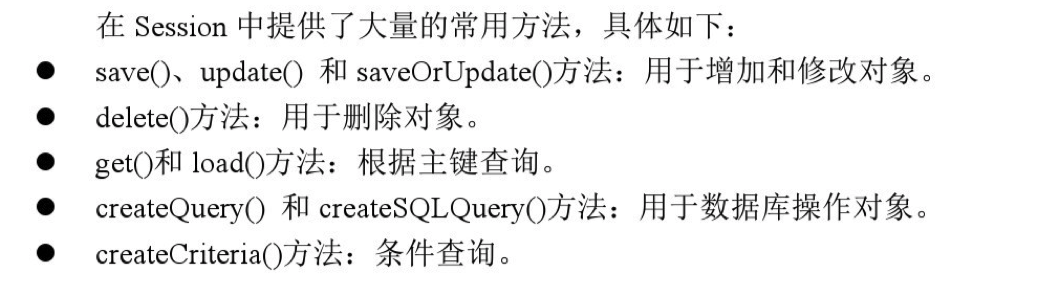 在 Session 中提供了大量的常用方法，具体如下：
● save()、update() 和 saveOrUpdate()方法：用于增加和修改对象。
● delete()方法：用于删除对象。
● get()和 load()方法：根据主键查询。
● createQuery() 和 createSQLQuery()方法：用于数据库操作对象。
● createCriteria()方法：条件查询。